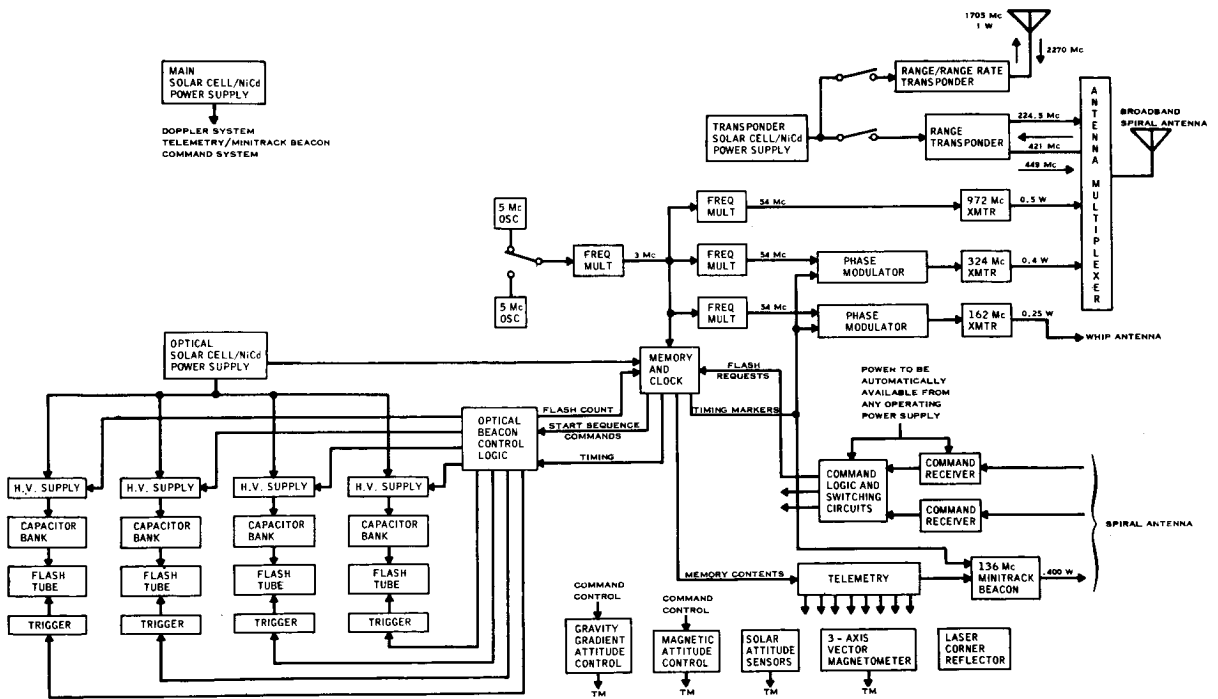 1705 Mc
1 W
2270 Mc
MAIN
SOLAR CELL/NiCd
POWER SUPPLY
DOPPLER SYSTEM
TELEMETRY/MINITRACK BEACON
COMMAND SYSTEM
RANGE/RANGE RATE
TRANSPONDER
TRANSPONDER
SOLAR CELL/NiCd
POWER SUPPLY
RANGE
TRANSPONDER
224.5 Mc
421 Mc
449 Mc
ANTENNA MULTIPLEXER
BROADBAND
SPIRAL ANTENNA
5 Mc
OSC
5 Mc
OSC
FREQ
MULT
3 Mc
FREQ
MULT
54 Mc
972 Mc
XMTR
0.5 W
FREQ
MULT
54 Mc
PHASE
MODULATOR
324 Mc
XMTR
0.4 W
FREQ
MULT
54 Mc
PHASE
MODULATOR
162 Mc
XMTR
0.25 W
WHIP ANTENNA
OPTICAL
SOLAR CELL/NiCd
POWER SUPPLY
MEMORY
AND
CLOCK
FLASH
REQUESTS
TIMING MARKERS
POWER TO BE
AUTOMATICALLY
AVAILABLE FROM
ANY OPERATING
POWER SUPPLY
OPTICAL
BEACON
CONTROL
LOGIC
FLASH COUNT
START SEQUENCE
COMMANDS
TIMING
COMMAND
LOGIC AND
SWITCHING
CIRCUITS
COMMAND
RECEIVER
COMMAND
RECEIVER
SPIRAL ANTENNA
H.V. SUPPLY
H.V. SUPPLY
H.V. SUPPLY
H.V. SUPPLY
CAPACITOR
BANK
CAPACITOR
BANK
CAPACITOR
BANK
CAPACITOR
BANK
FLASH
TUBE
FLASH
TUBE
FLASH
TUBE
FLASH
TUBE
TRIGGER
TRIGGER
TRIGGER
TRIGGER
MEMORY CONTENTS
TELEMETRY
136 Mc
MINITRACK
BEACON
.400 W
COMMAND
CONTROL
GRAVITY
GRADIENT
ATTITUDE
CONTROL
TM
COMMAND
CONTROL
MAGNETIC
ATTITUDE
CONTROL
TM
SOLAR
ATTITUDE
SENSORS
TM
3 - AXIS
VECTOR
MAGNETOMETER
TM
LASER
CORNER
REFLECTOR